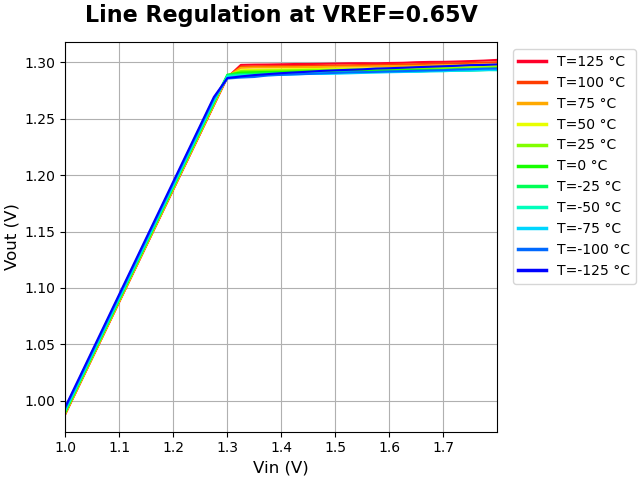 Line Regulation at VREF=0.65V
Vout (V)
1.30
1.25
1.20
1.15
1.10
1.05
1.00
1.0 1.1 1.2 1.3 1.4 1.5 1.6 1.7
Vin (V)
T=125 °C
T=100 °C
T=75 °C
T=50 °C
T=25 °C
T=0 °C
T=-25 °C
T=-50 °C
T=-75 °C
T=-100 °C
T=-125 °C